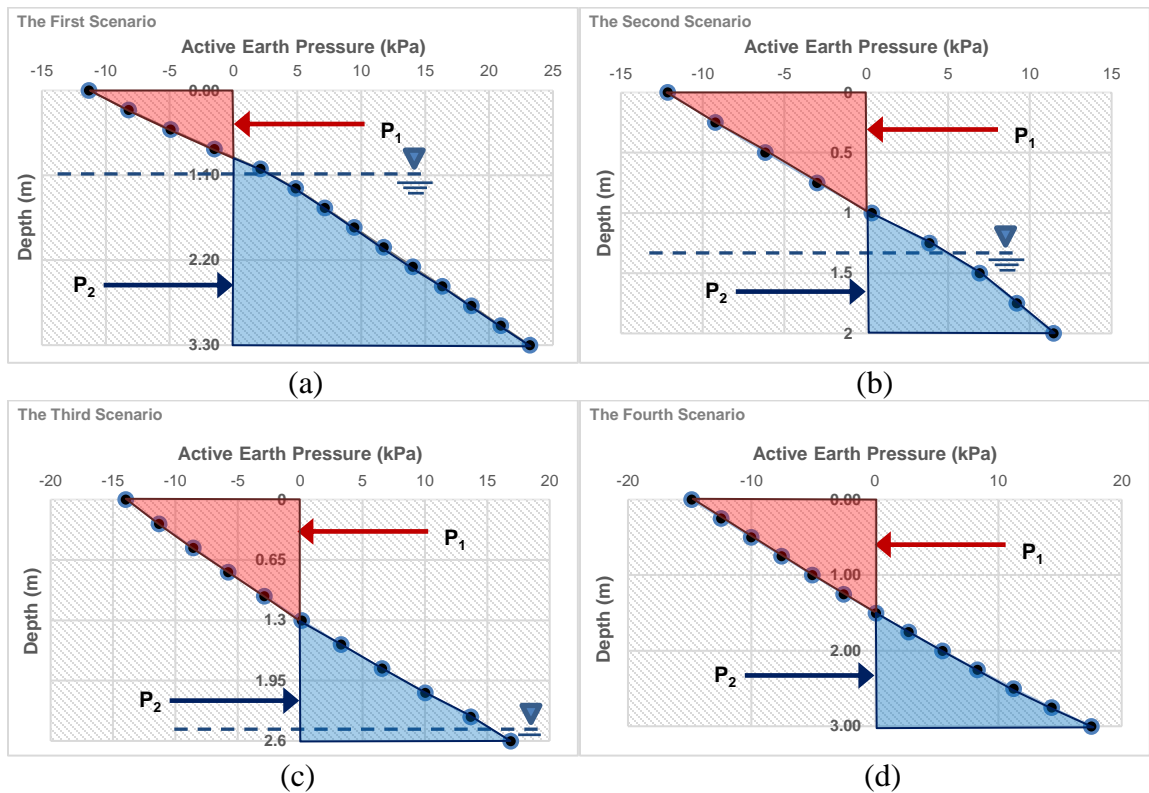 The First Scenario
Active Earth Pressure (kPa)
-15 -10 -5 0 5 10 15 20 25
0.00
1.10
2.20
3.30
Depth (m)
P1
P2
(a)
The Second Scenario
Active Earth Pressure (kPa)
-15 -10 -5 0 5 10 15
0
0.5
1
1.5
2
Depth (m)
P1
P2
(b)
The Third Scenario
Active Earth Pressure (kPa)
-20 -15 -10 -5 0 5 10 15 20
0
0.65
1.3
1.95
2.6
Depth (m)
P1
P2
(c)
The Fourth Scenario
Active Earth Pressure (kPa)
-20 -10 0 10 20
0.00
1.00
2.00
3.00
Depth (m)
P1
P2
(d)